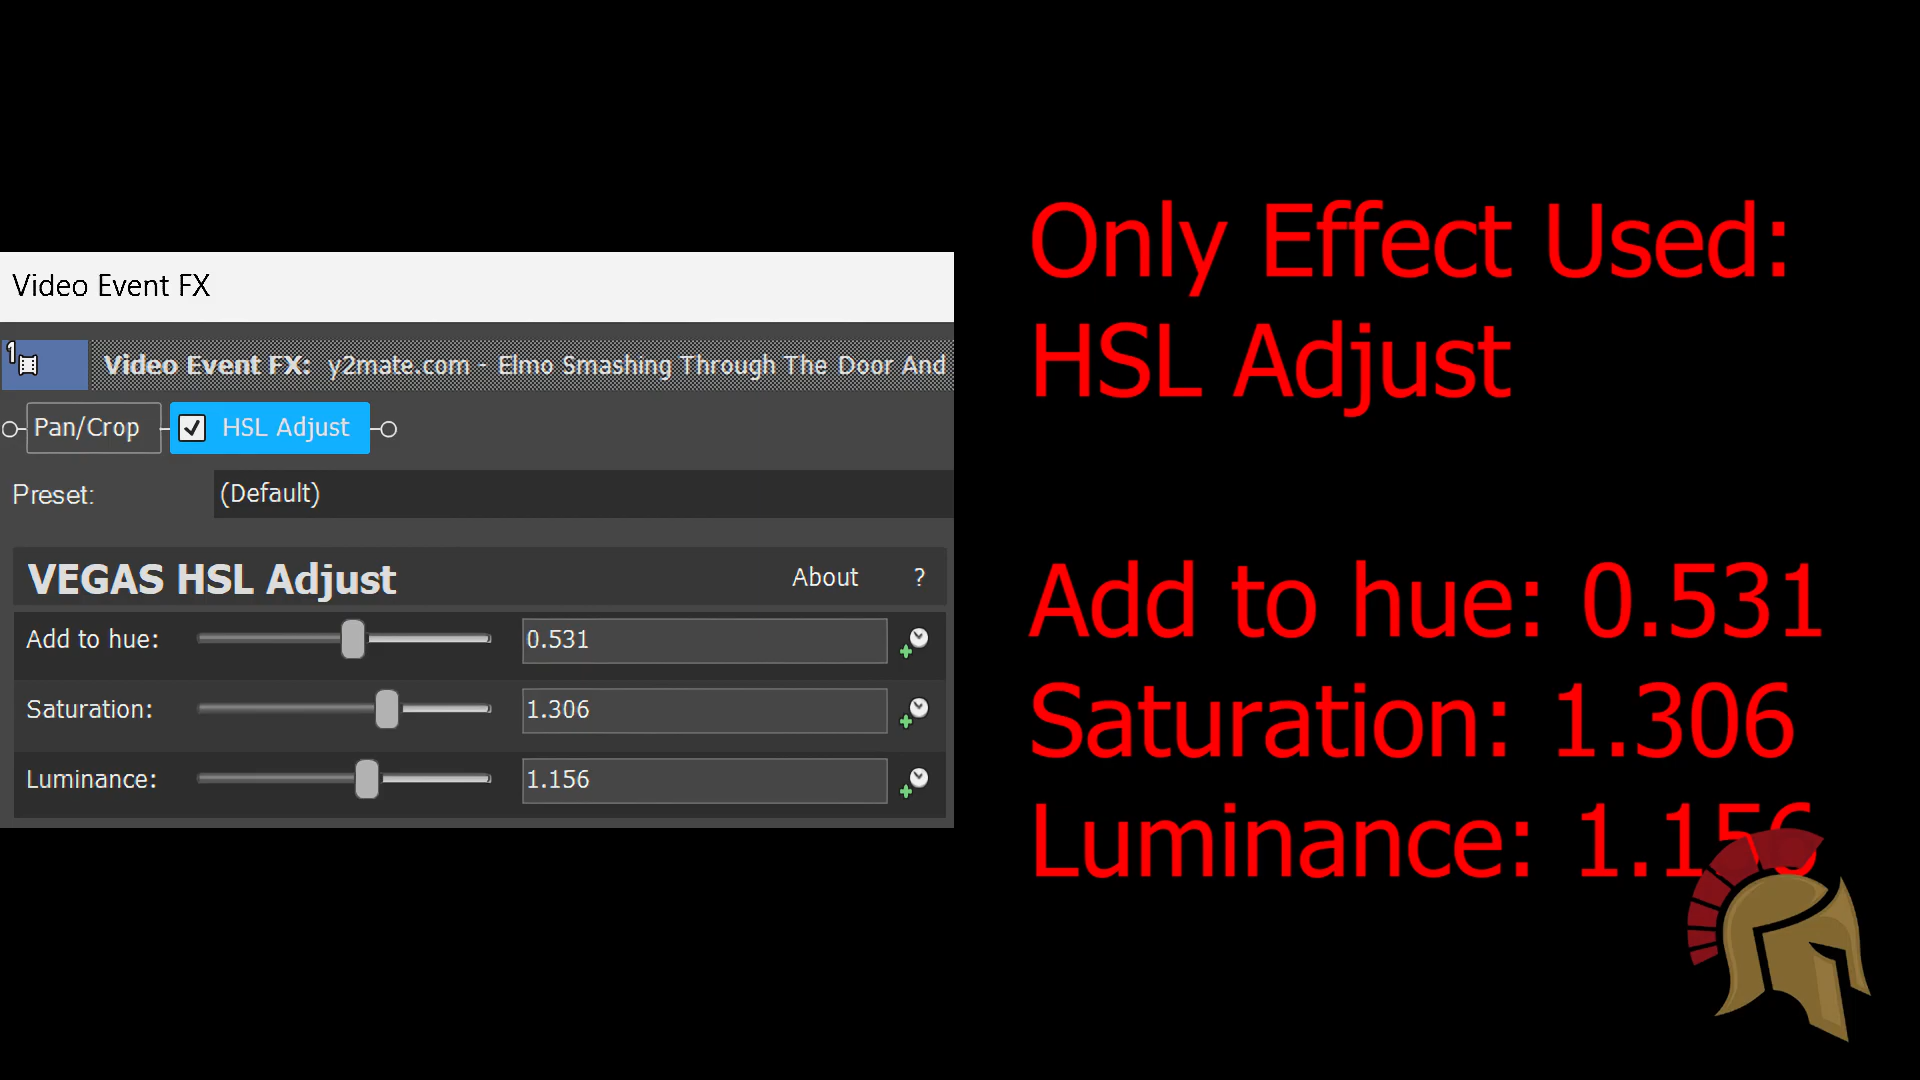 Video Event FX
1
Video Event FX: y2mate.com - Elmo Smashing Through The Door And
Pan/Crop
HSL Adjust
Preset:
(Default)
VEGAS HSL Adjust
About
?
Add to hue:
0.531
Saturation:
1.306
Luminance:
1.156
Only Effect Used:
HSL Adjust
Add to hue: 0.531
Saturation: 1.306
Luminance: 1.156